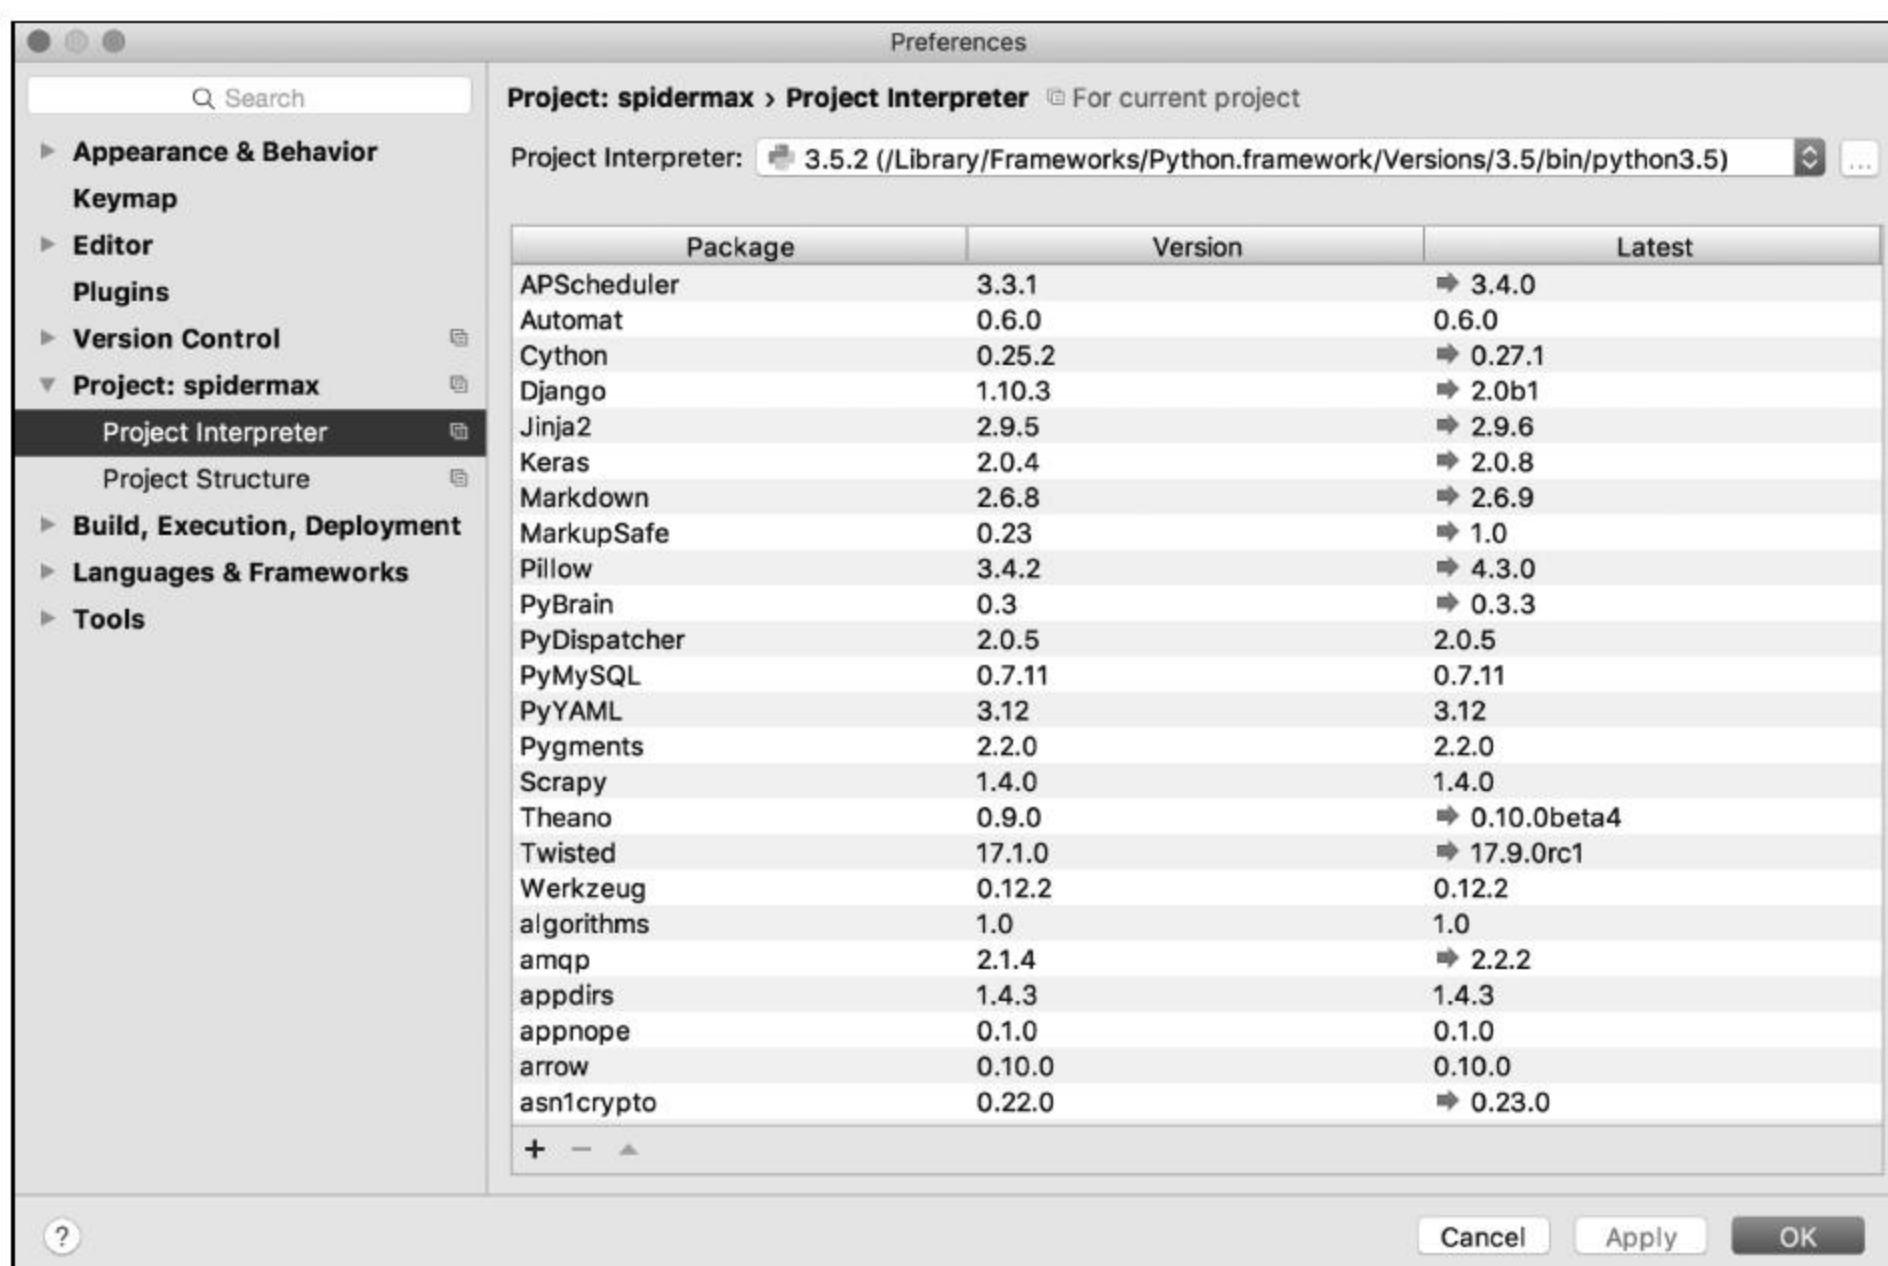 Preferences
Search
Appearance & Behavior
Keymap
Editor
Plugins
Version Control
Project: spidermax
Project Interpreter
Project Structure
Build, Execution, Deployment
Languages & Frameworks
Tools
Project: spidermax › Project Interpreter For current project
Project Interpreter: 3.5.2 (/Library/Frameworks/Python.framework/Versions/3.5/bin/python3.5) ...
Package Version Latest
APScheduler 3.3.1 3.4.0
Automat 0.6.0 0.6.0
Cython 0.25.2 0.27.1
Django 1.10.3 2.0b1
Jinja2 2.9.5 2.9.6
Keras 2.0.4 2.0.8
Markdown 2.6.8 2.6.9
MarkupSafe 0.23 1.0
Pillow 3.4.2 4.3.0
PyBrain 0.3 0.3.3
PyDispatcher 2.0.5 2.0.5
PyMySQL 0.7.11 0.7.11
PyYAML 3.12 3.12
Pygments 2.2.0 2.2.0
Scrapy 1.4.0 1.4.0
Theano 0.9.0 0.10.0beta4
Twisted 17.1.0 17.9.0rc1
Werkzeug 0.12.2 0.12.2
algorithms 1.0 1.0
amqp 2.1.4 2.2.2
appdirs 1.4.3 1.4.3
appnope 0.1.0 0.1.0
arrow 0.10.0 0.10.0
asn1crypto 0.22.0 0.23.0
+ −
? Cancel Apply OK